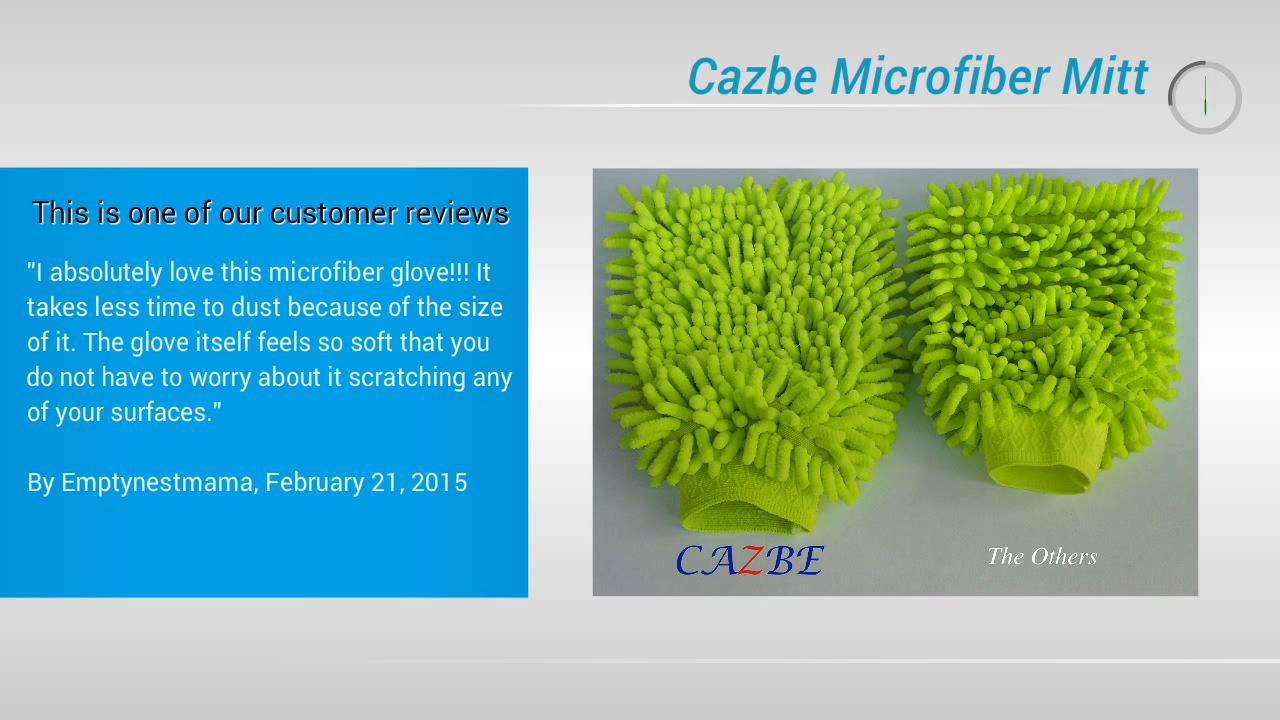 Cazbe Microfiber Mitt
This is one of our customer reviews
"I absolutely love this microfiber glove!!! It
takes less time to dust because of the size
of it. The glove itself feels so soft that you
do not have to worry about it scratching any
of your surfaces."
By Emptynestmama, February 21, 2015
CAZBE
The Others